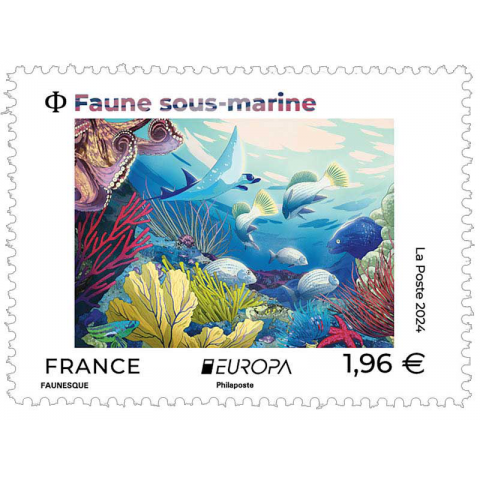 Φ Faune sous-marine
La Poste 2024
FRANCE EUROPA 1,96 €
FAUNESQUE Philaposte